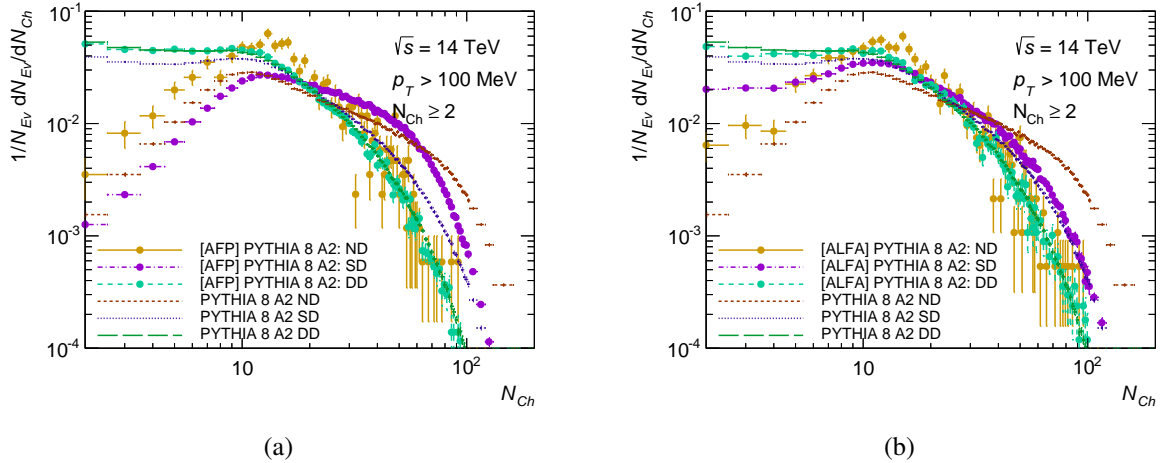 1/N_Ev dN_Ev/dN_Ch
10^-1
10^-2
10^-3
10^-4
√s = 14 TeV
p_T > 100 MeV
N_Ch ≥ 2
[AFP] PYTHIA 8 A2: ND
[AFP] PYTHIA 8 A2: SD
[AFP] PYTHIA 8 A2: DD
PYTHIA 8 A2 ND
PYTHIA 8 A2 SD
PYTHIA 8 A2 DD
10 10^2
N_Ch
(a)
1/N_Ev dN_Ev/dN_Ch
10^-1
10^-2
10^-3
10^-4
√s = 14 TeV
p_T > 100 MeV
N_Ch ≥ 2
[ALFA] PYTHIA 8 A2: ND
[ALFA] PYTHIA 8 A2: SD
[ALFA] PYTHIA 8 A2: DD
PYTHIA 8 A2 ND
PYTHIA 8 A2 SD
PYTHIA 8 A2 DD
10 10^2
N_Ch
(b)